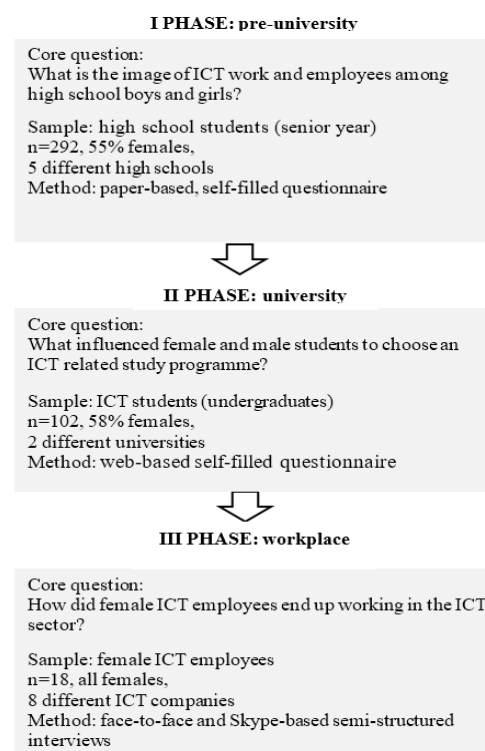 I PHASE: pre-university
Core question:
What is the image of ICT work and employees among
high school boys and girls?
Sample: high school students (senior year)
n=292, 55% females,
5 different high schools
Method: paper-based, self-filled questionnaire
II PHASE: university
Core question:
What influenced female and male students to choose an
ICT related study programme?
Sample: ICT students (undergraduates)
n=102, 58% females,
2 different universities
Method: web-based self-filled questionnaire
III PHASE: workplace
Core question:
How did female ICT employees end up working in the ICT
sector?
Sample: female ICT employees
n=18, all females,
8 different ICT companies
Method: face-to-face and Skype-based semi-structured
interviews